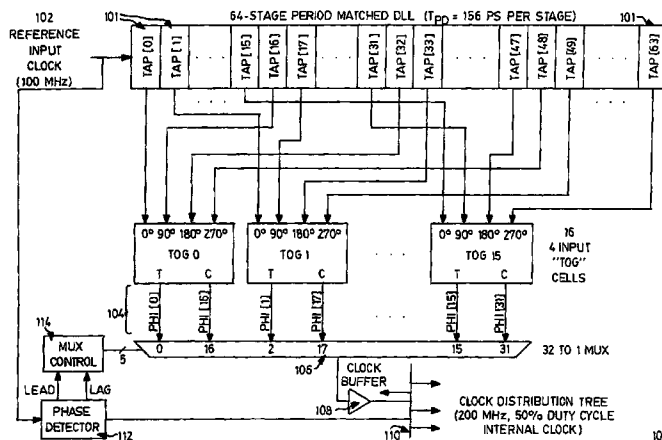 64-STAGE PERIOD MATCHED DLL (TPD = 156 PS PER STAGE)
102
REFERENCE
INPUT
CLOCK
(100 MHz)
101
101
TAP [0]
TAP [1]
TAP [15]
TAP [16]
TAP [17]
TAP [31]
TAP [32]
TAP [33]
TAP [47]
TAP [48]
TAP [49]
TAP [63]
0° 90° 180° 270°
TOG 0
T C
0° 90° 180° 270°
TOG 1
T C
0° 90° 180° 270°
TOG 15
T C
16
4 INPUT
"TOG"
CELLS
104
PHI [0]
PHI [16]
PHI [1]
PHI [17]
PHI [15]
PHI [31]
0 16 2 17 15 31
32 TO 1 MUX
106
114
MUX
CONTROL
5
LEAD
LAG
PHASE
DETECTOR
112
CLOCK
BUFFER
108
110
CLOCK DISTRIBUTION TREE
(200 MHz, 50% DUTY CYCLE
INTERNAL CLOCK)
10